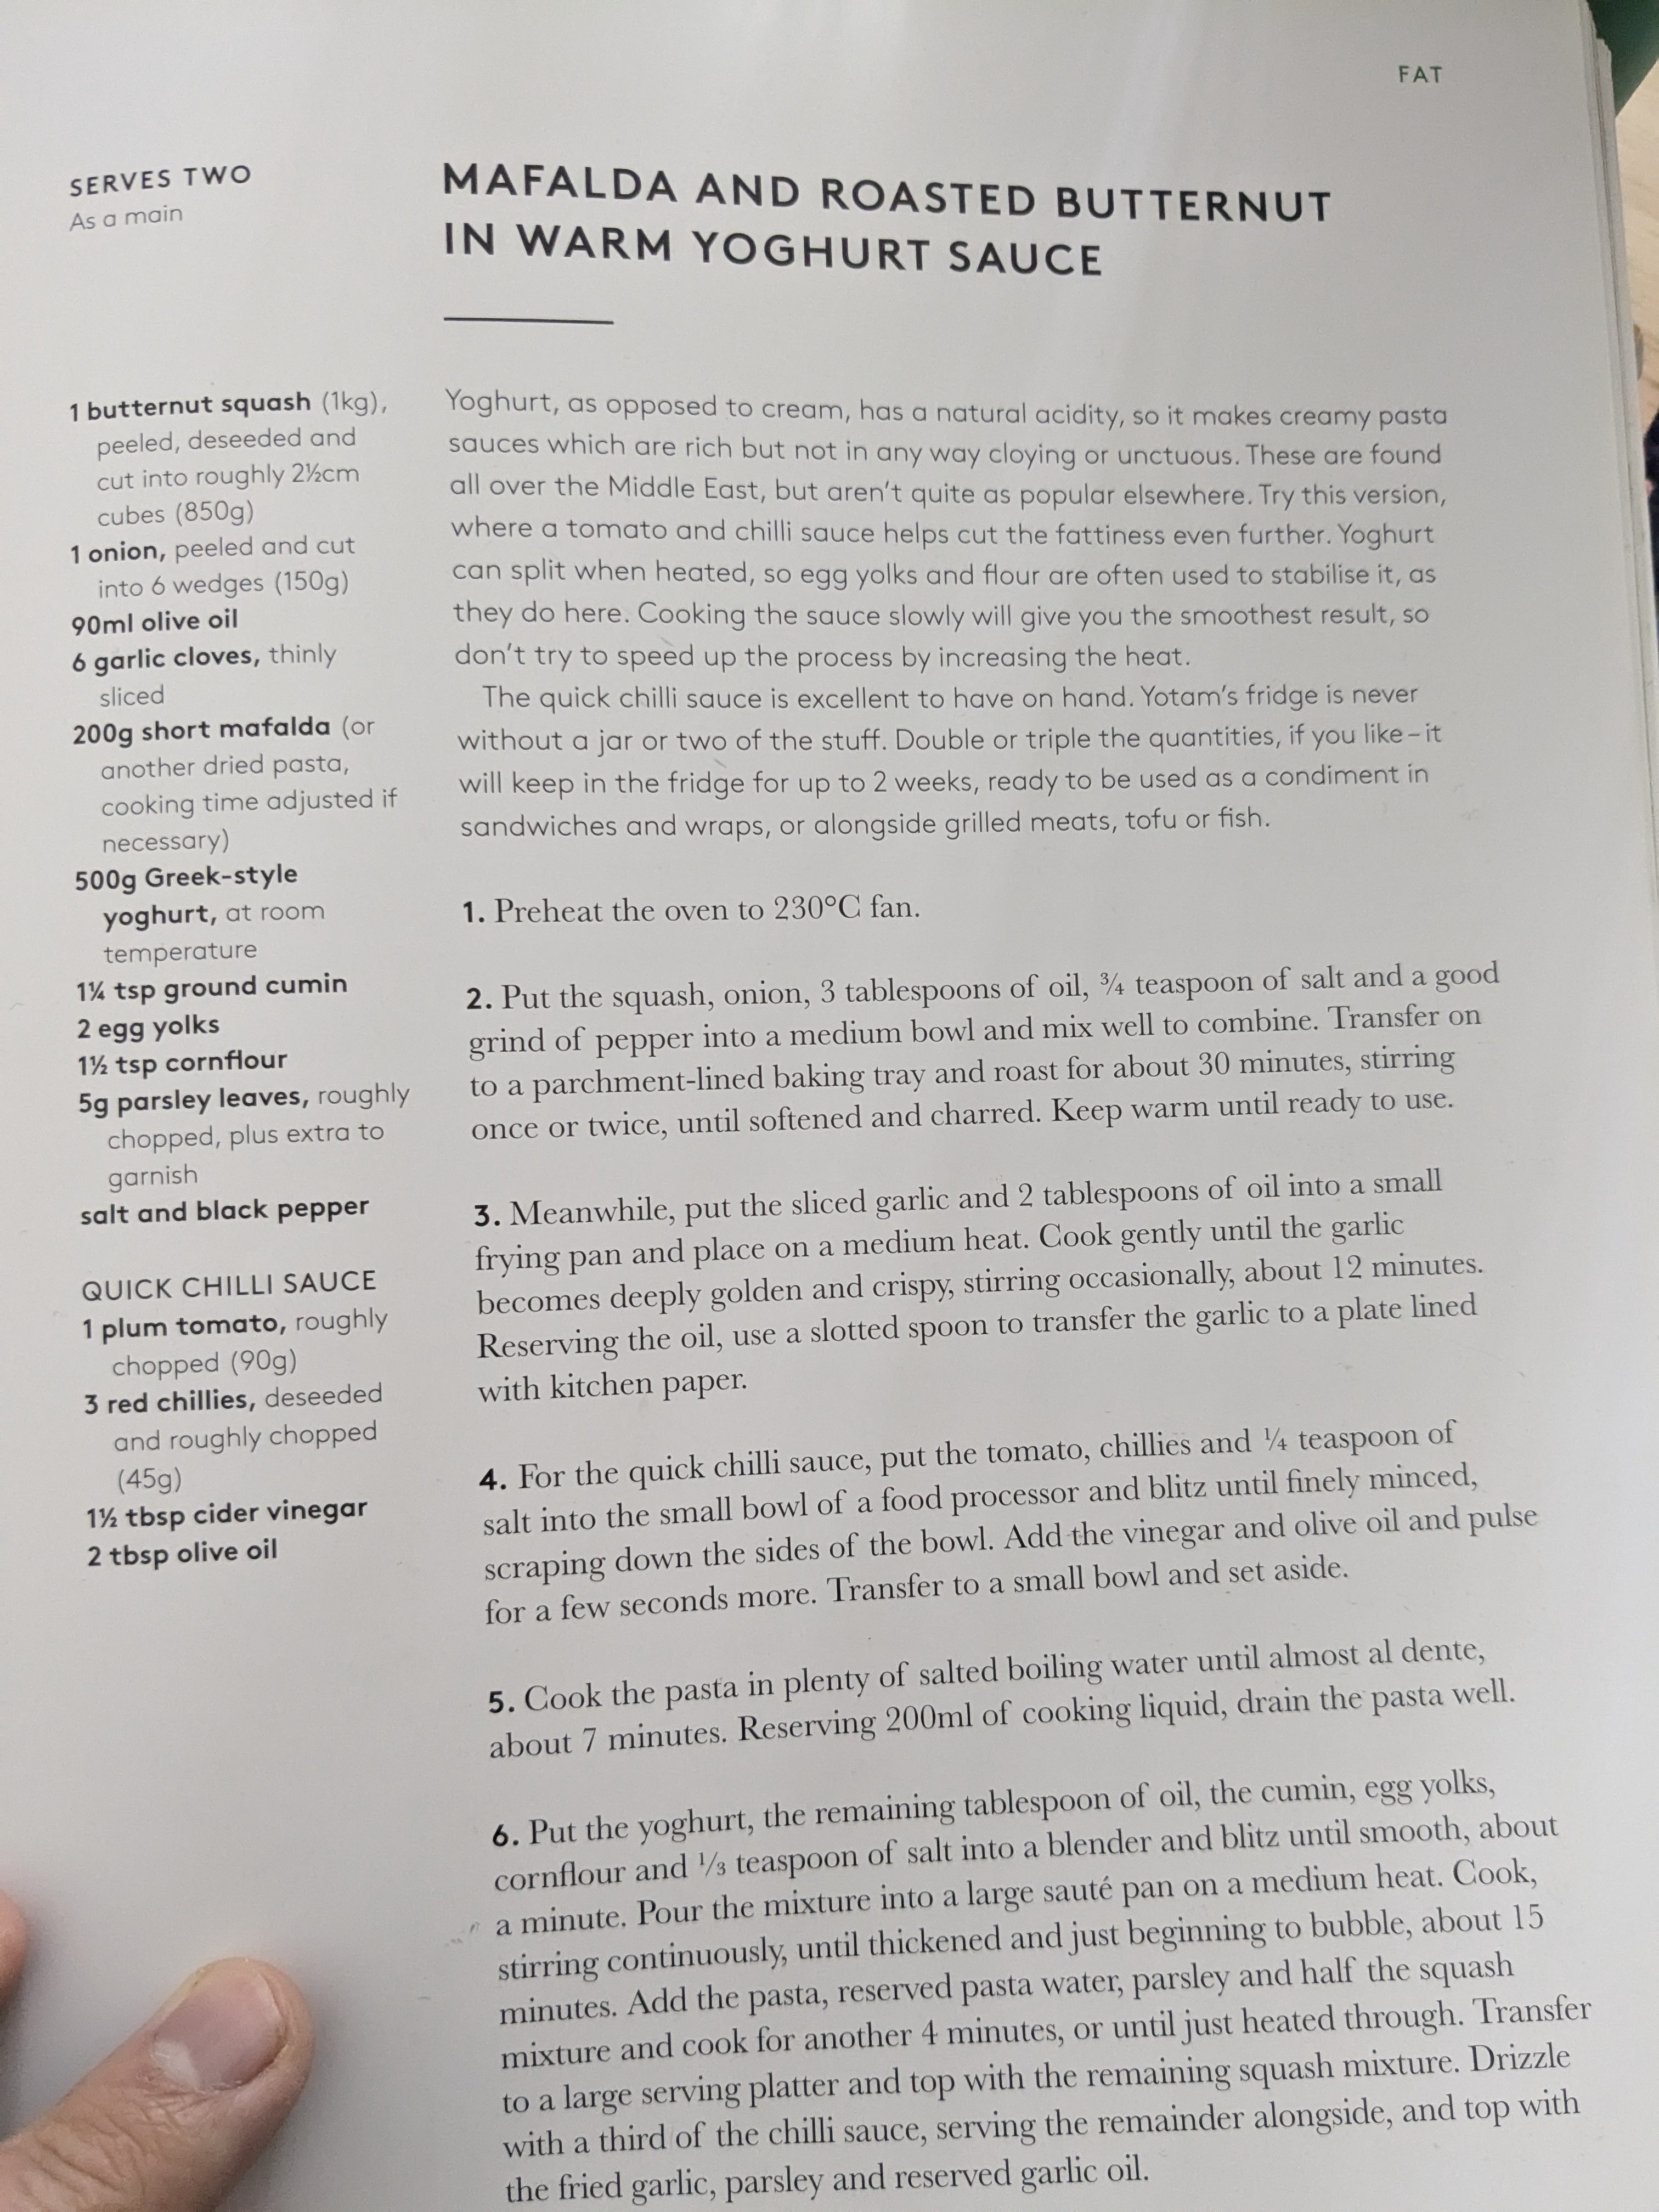 FAT
SERVES TWO
As a main
MAFALDA AND ROASTED BUTTERNUT
IN WARM YOGHURT SAUCE
1 butternut squash (1kg),
peeled, deseeded and
cut into roughly 2½cm
cubes (850g)
1 onion, peeled and cut
into 6 wedges (150g)
90ml olive oil
6 garlic cloves, thinly
sliced
200g short mafalda (or
another dried pasta,
cooking time adjusted if
necessary)
500g Greek-style
yoghurt, at room
temperature
1¼ tsp ground cumin
2 egg yolks
1½ tsp cornflour
5g parsley leaves, roughly
chopped, plus extra to
garnish
salt and black pepper
QUICK CHILLI SAUCE
1 plum tomato, roughly
chopped (90g)
3 red chillies, deseeded
and roughly chopped
(45g)
1½ tbsp cider vinegar
2 tbsp olive oil
Yoghurt, as opposed to cream, has a natural acidity, so it makes creamy pasta
sauces which are rich but not in any way cloying or unctuous. These are found
all over the Middle East, but aren't quite as popular elsewhere. Try this version,
where a tomato and chilli sauce helps cut the fattiness even further. Yoghurt
can split when heated, so egg yolks and flour are often used to stabilise it, as
they do here. Cooking the sauce slowly will give you the smoothest result, so
don't try to speed up the process by increasing the heat.
The quick chilli sauce is excellent to have on hand. Yotam's fridge is never
without a jar or two of the stuff. Double or triple the quantities, if you like – it
will keep in the fridge for up to 2 weeks, ready to be used as a condiment in
sandwiches and wraps, or alongside grilled meats, tofu or fish.
1. Preheat the oven to 230°C fan.
2. Put the squash, onion, 3 tablespoons of oil, ¾ teaspoon of salt and a good
grind of pepper into a medium bowl and mix well to combine. Transfer on
to a parchment-lined baking tray and roast for about 30 minutes, stirring
once or twice, until softened and charred. Keep warm until ready to use.
3. Meanwhile, put the sliced garlic and 2 tablespoons of oil into a small
frying pan and place on a medium heat. Cook gently until the garlic
becomes deeply golden and crispy, stirring occasionally, about 12 minutes.
Reserving the oil, use a slotted spoon to transfer the garlic to a plate lined
with kitchen paper.
4. For the quick chilli sauce, put the tomato, chillies and ¼ teaspoon of
salt into the small bowl of a food processor and blitz until finely minced,
scraping down the sides of the bowl. Add the vinegar and olive oil and pulse
for a few seconds more. Transfer to a small bowl and set aside.
5. Cook the pasta in plenty of salted boiling water until almost al dente,
about 7 minutes. Reserving 200ml of cooking liquid, drain the pasta well.
6. Put the yoghurt, the remaining tablespoon of oil, the cumin, egg yolks,
cornflour and ⅓ teaspoon of salt into a blender and blitz until smooth, about
a minute. Pour the mixture into a large sauté pan on a medium heat. Cook,
stirring continuously, until thickened and just beginning to bubble, about 15
minutes. Add the pasta, reserved pasta water, parsley and half the squash
mixture and cook for another 4 minutes, or until just heated through. Transfer
to a large serving platter and top with the remaining squash mixture. Drizzle
with a third of the chilli sauce, serving the remainder alongside, and top with
the fried garlic, parsley and reserved garlic oil.